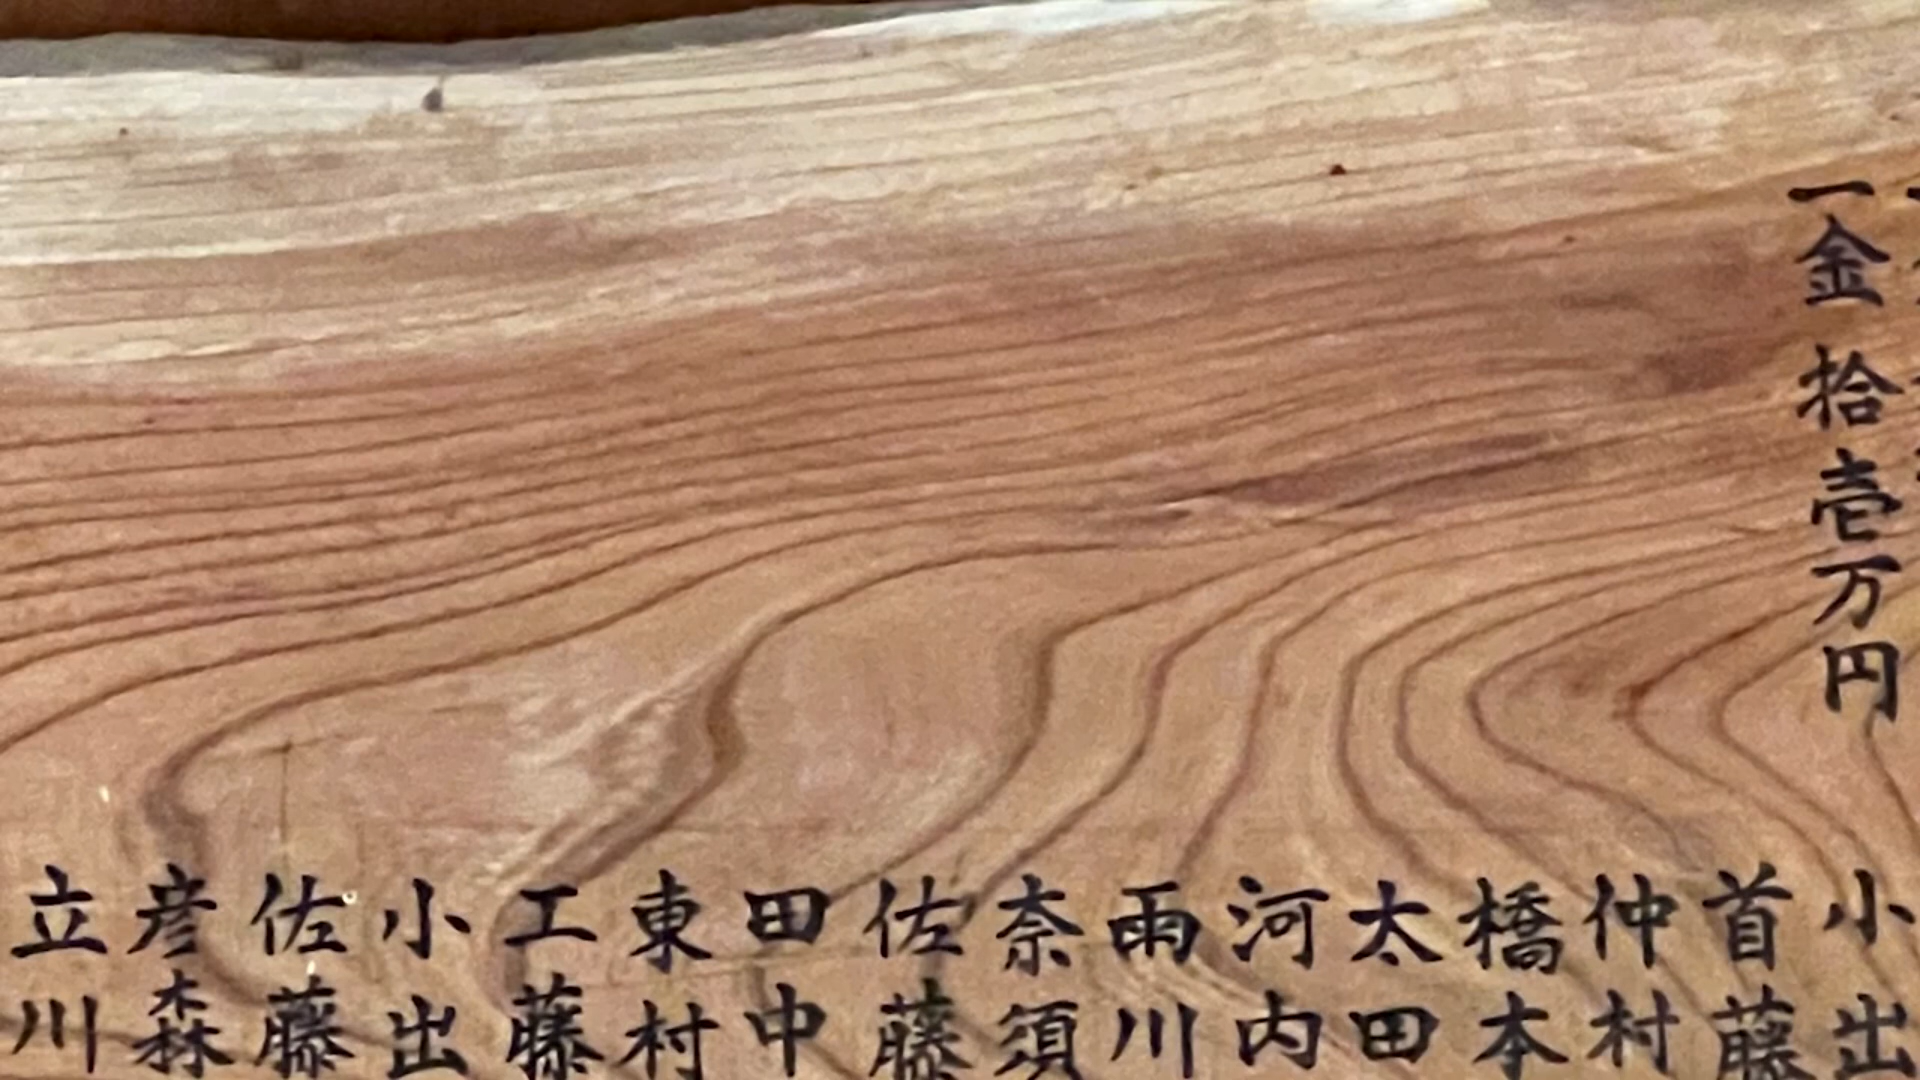 一金拾壱万円
小出
首藤
仲村
橋本
太田
河内
雨川
奈須
佐藤
田中
東村
工藤
小出
佐藤
彦森
立川